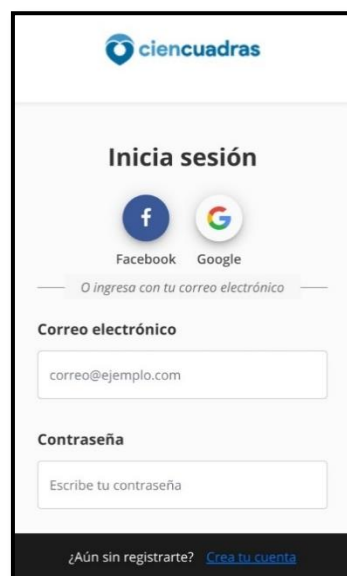 ciencuadras
Inicia sesión
f
Facebook Google
O ingresa con tu correo electrónico
Correo electrónico
correo@ejemplo.com
Contraseña
Escribe tu contraseña
¿Aún sin registrarte? Crea tu cuenta